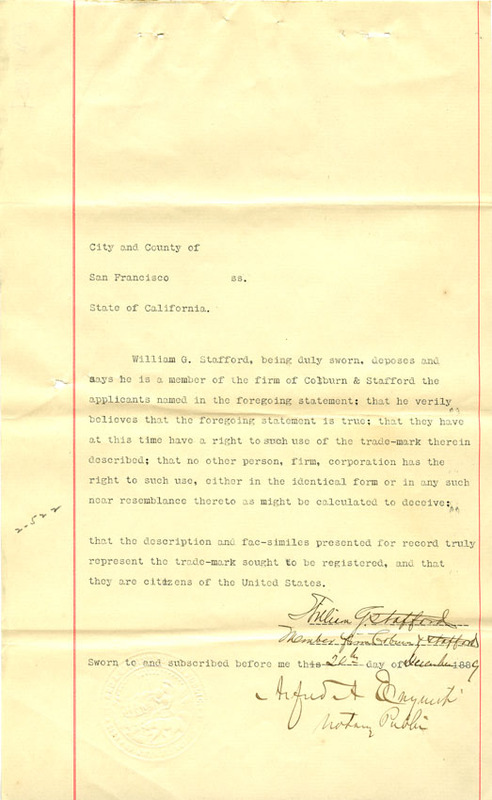 City and County of
San Francisco ss.
State of California.
William G. Stafford, being duly sworn, deposes and
says he is a member of the firm of Colburn & Stafford the
applicants named in the foregoing statement; that he verily
believes that the foregoing statement is true; that they have
at this time have a right to such use of the trade-mark therein
described; that no other person, firm, corporation has the
right to such use, either in the identical form or in any such
near resemblance thereto as might be calculated to deceive;
2-522
that the description and fac-similes presented for record truly
represent the trade-mark sought to be registered, and that
they are citizens of the United States.
William G. Stafford
Member firm Coburn & Stafford
Sworn to and subscribed before me this day of December 1889
Alfred A
Notary Public